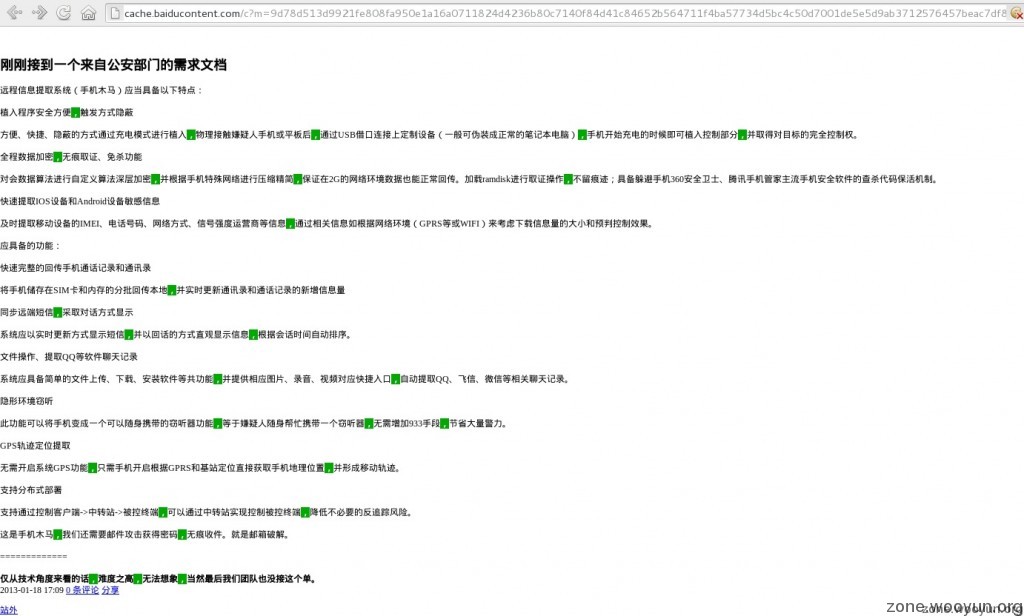 cache.baiducontent.com/c?m=9d78d513d9921fe808fa950e1a16a0711824d4236b80c7140f84d41c84652b564711f4ba57734d5bc4c50d7001de5e5d9ab3712576457beac7df8
刚刚接到一个来自公安部门的需求文档
远程信息提取系统（手机木马）应当具备以下特点：
植入程序安全方便，触发方式隐蔽
方便、快捷、隐蔽的方式通过充电模式进行植入，物理接触嫌疑人手机或平板后，通过USB借口连接上定制设备（一般可伪装成正常的笔记本电脑），手机开始充电的时候即可植入控制部分，并取得对目标的完全控制权。
全程数据加密，无痕取证、免杀功能
对会数据算法进行自定义算法深层加密，并根据手机特殊网络进行压缩精简，保证在2G的网络环境数据也能正常回传。加载ramdisk进行取证操作，不留痕迹；具备躲避手机360安全卫士、腾讯手机管家主流手机安全软件的查杀代码保活机制。
快速提取IOS设备和Android设备敏感信息
及时提取移动设备的IMEI、电话号码、网络方式、信号强度运营商等信息，通过相关信息如根据网络环境（GPRS等或WIFI）来考虑下载信息量的大小和预判控制效果。
应具备的功能：
快速完整的回传手机通话记录和通讯录
将手机储存在SIM卡和内存的分批回传本地，并实时更新通讯录和通话记录的新增信息量
同步远端短信，采取对话方式显示
系统应以实时更新方式显示短信，并以回话的方式直观显示信息，根据会话时间自动排序。
文件操作、提取QQ等软件聊天记录
系统应具备简单的文件上传、下载、安装软件等共功能，并提供相应图片、录音、视频对应快捷入口，自动提取QQ、飞信、微信等相关聊天记录。
隐形环境窃听
此功能可以将手机变成一个可以随身携带的窃听器功能，等于嫌疑人随身帮忙携带一个窃听器，无需增加933手段，节省大量警力。
GPS轨迹定位提取
无需开启系统GPS功能，只需手机开启根据GPRS和基站定位直接获取手机地理位置，并形成移动轨迹。
支持分布式部署
支持通过控制客户端->中转站->被控终端，可以通过中转站实现控制被控终端，降低不必要的反追踪风险。
这是手机木马，我们还需要邮件攻击获得密码，无痕收件。就是邮箱破解。
=============
仅从技术角度来看的话，难度之高，无法想象，当然最后我们团队也没接这个单。
2013-01-18 17:09 0 条评论 分享
站外
zone.wooyun.org
zone.wooyun.org